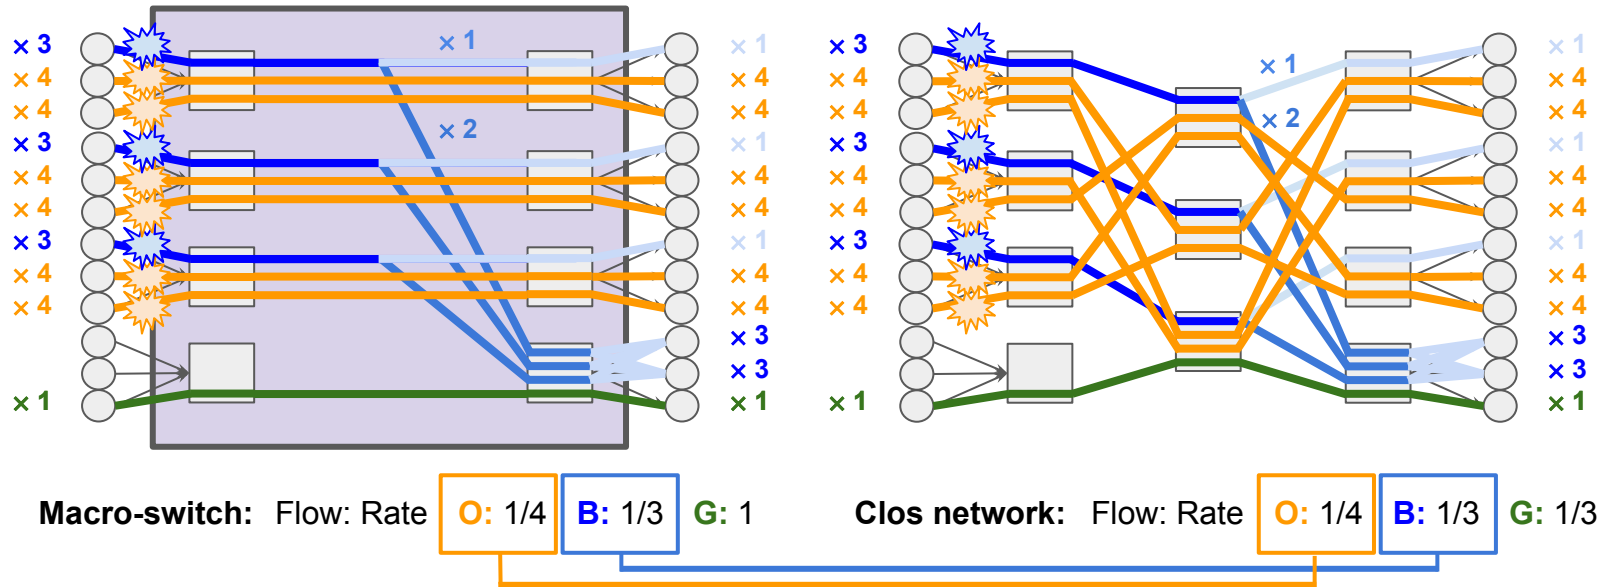 × 3 × 1 × 1 × 3 × 1 × 1
× 4 × 4 × 4 × 4
× 4 × 4 × 4 × 2 × 4
× 3 × 2 × 1 × 3 × 1
× 4 × 4 × 4 × 4
× 4 × 4 × 4 × 4
× 3 × 1 × 3 × 1
× 4 × 4 × 4 × 4
× 4 × 4 × 4 × 4
× 3 × 3
× 3 × 3
× 1 × 1 × 1 × 1
Macro-switch: Flow: Rate O: 1/4 B: 1/3 G: 1 Clos network: Flow: Rate O: 1/4 B: 1/3 G: 1/3